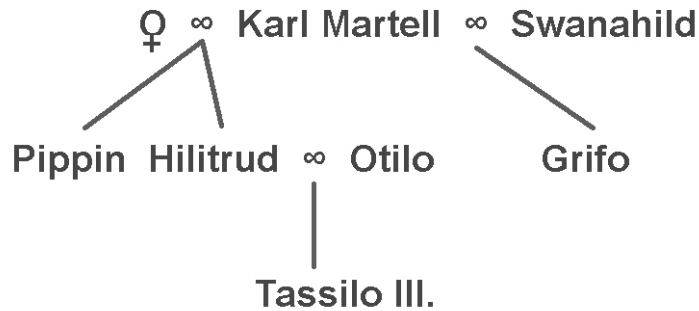 ♀ ∞ Karl Martell ∞ Swanahild
Pippin Hilitrud ∞ Otilo Grifo
Tassilo III.